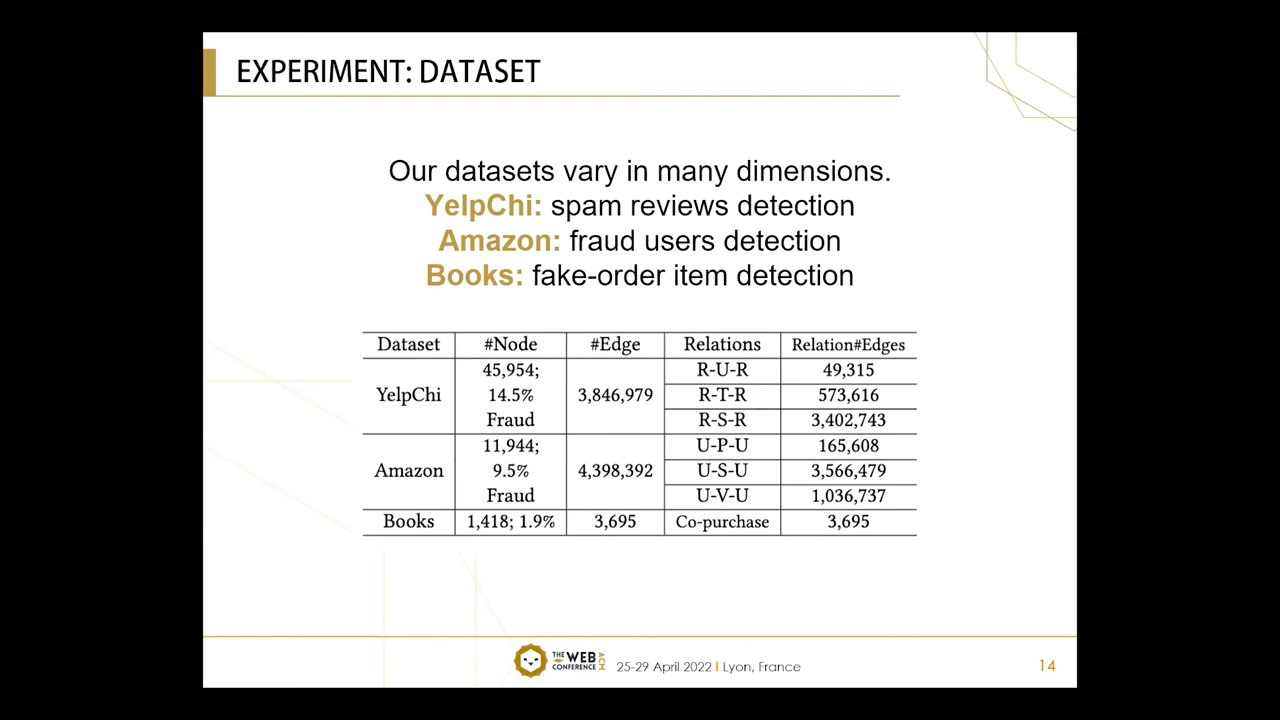 EXPERIMENT: DATASET
Our datasets vary in many dimensions.
YelpChi: spam reviews detection
Amazon: fraud users detection
Books: fake-order item detection
Dataset #Node #Edge Relations Relation#Edges
YelpChi 45,954; 14.5% Fraud 3,846,979 R-U-R 49,315
R-T-R 573,616
R-S-R 3,402,743
Amazon 11,944; 9.5% Fraud 4,398,392 U-P-U 165,608
U-S-U 3,566,479
U-V-U 1,036,737
Books 1,418; 1.9% 3,695 Co-purchase 3,695
THE WEB CONFERENCE ACM
25-29 April 2022 I Lyon, France
14